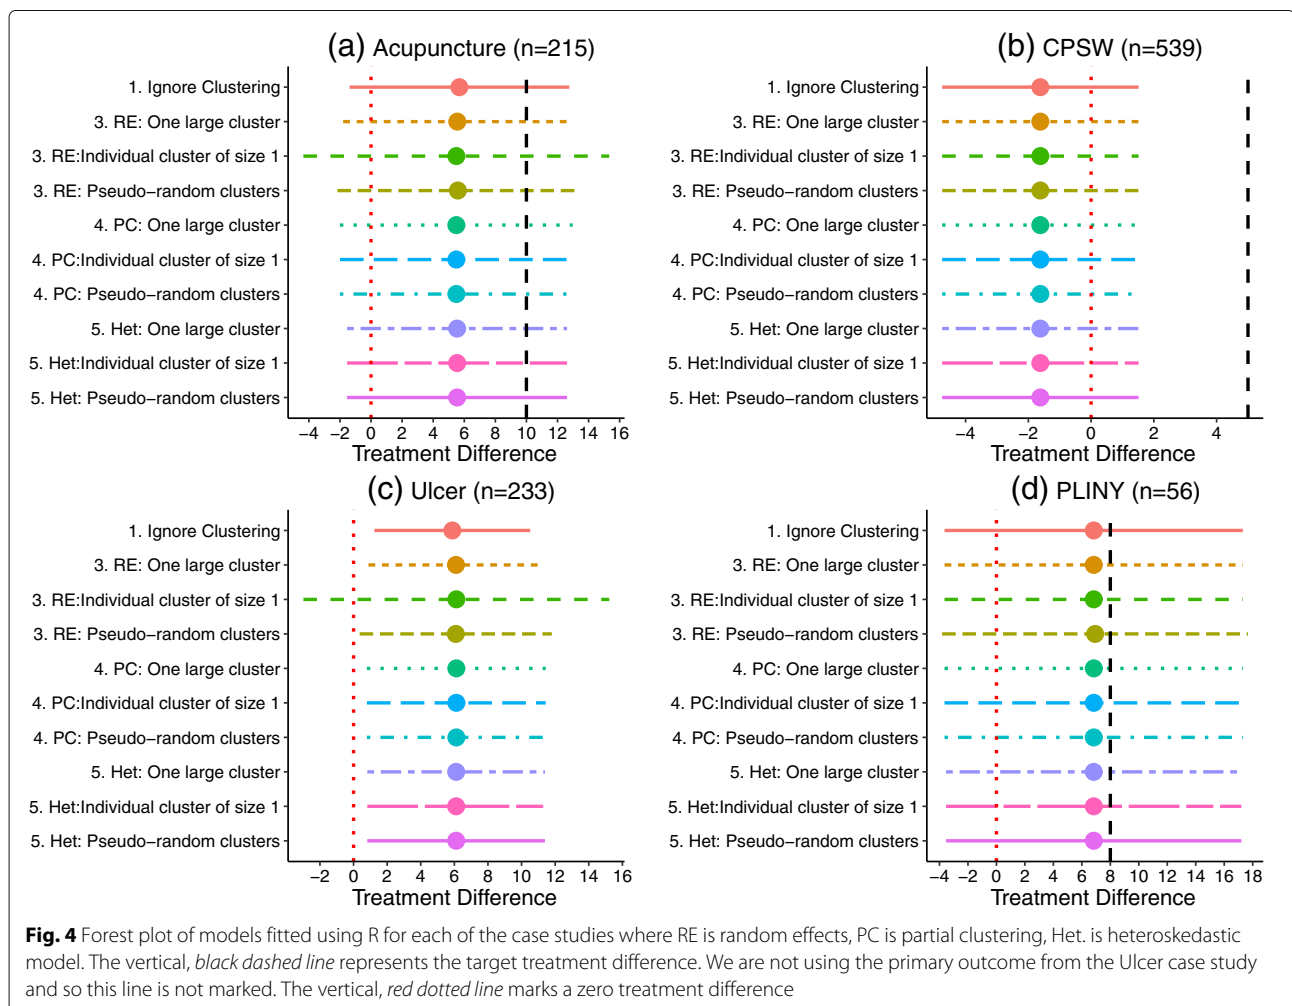 (a) Acupuncture (n=215)
1. Ignore Clustering
3. RE: One large cluster
3. RE:Individual cluster of size 1
3. RE: Pseudo−random clusters
4. PC: One large cluster
4. PC:Individual cluster of size 1
4. PC: Pseudo−random clusters
5. Het: One large cluster
5. Het:Individual cluster of size 1
5. Het: Pseudo−random clusters
−4 −2 0 2 4 6 8 10 12 14 16
Treatment Difference
(b) CPSW (n=539)
1. Ignore Clustering
3. RE: One large cluster
3. RE:Individual cluster of size 1
3. RE: Pseudo−random clusters
4. PC: One large cluster
4. PC:Individual cluster of size 1
4. PC: Pseudo−random clusters
5. Het: One large cluster
5. Het:Individual cluster of size 1
5. Het: Pseudo−random clusters
−4 −2 0 2 4
Treatment Difference
(c) Ulcer (n=233)
1. Ignore Clustering
3. RE: One large cluster
3. RE:Individual cluster of size 1
3. RE: Pseudo−random clusters
4. PC: One large cluster
4. PC:Individual cluster of size 1
4. PC: Pseudo−random clusters
5. Het: One large cluster
5. Het:Individual cluster of size 1
5. Het: Pseudo−random clusters
−2 0 2 4 6 8 10 12 14 16
Treatment Difference
(d) PLINY (n=56)
1. Ignore Clustering
3. RE: One large cluster
3. RE:Individual cluster of size 1
3. RE: Pseudo−random clusters
4. PC: One large cluster
4. PC:Individual cluster of size 1
4. PC: Pseudo−random clusters
5. Het: One large cluster
5. Het:Individual cluster of size 1
5. Het: Pseudo−random clusters
−4 −2 0 2 4 6 8 10 12 14 16 18
Treatment Difference
Fig. 4 Forest plot of models fitted using R for each of the case studies where RE is random effects, PC is partial clustering, Het. is heteroskedastic
model. The vertical, black dashed line represents the target treatment difference. We are not using the primary outcome from the Ulcer case study
and so this line is not marked. The vertical, red dotted line marks a zero treatment difference